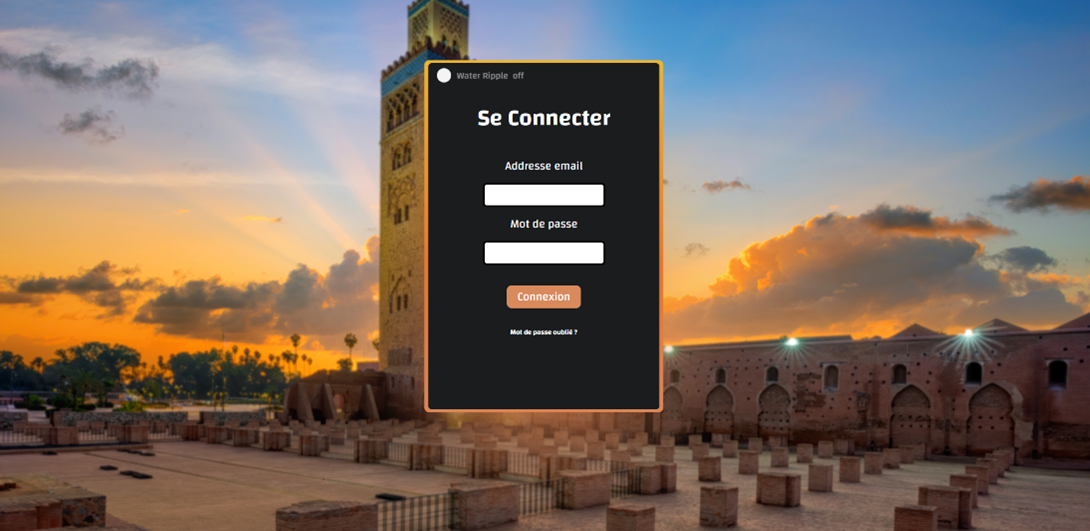 Water Ripple off
Se Connecter
Addresse email
Mot de passe
Connexion
Mot de passe oublié ?